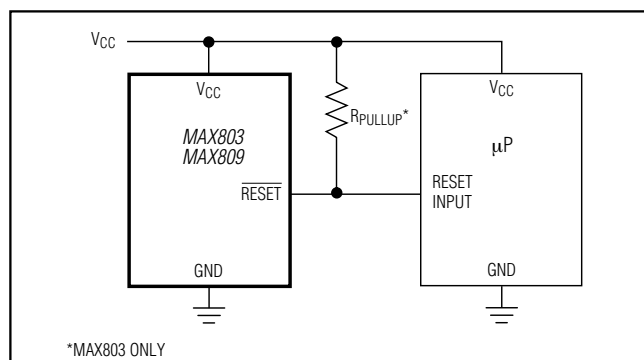 VCC
VCC
MAX803
MAX809
RESET
GND
RPULLUP*
VCC
μP
RESET
INPUT
GND
*MAX803 ONLY